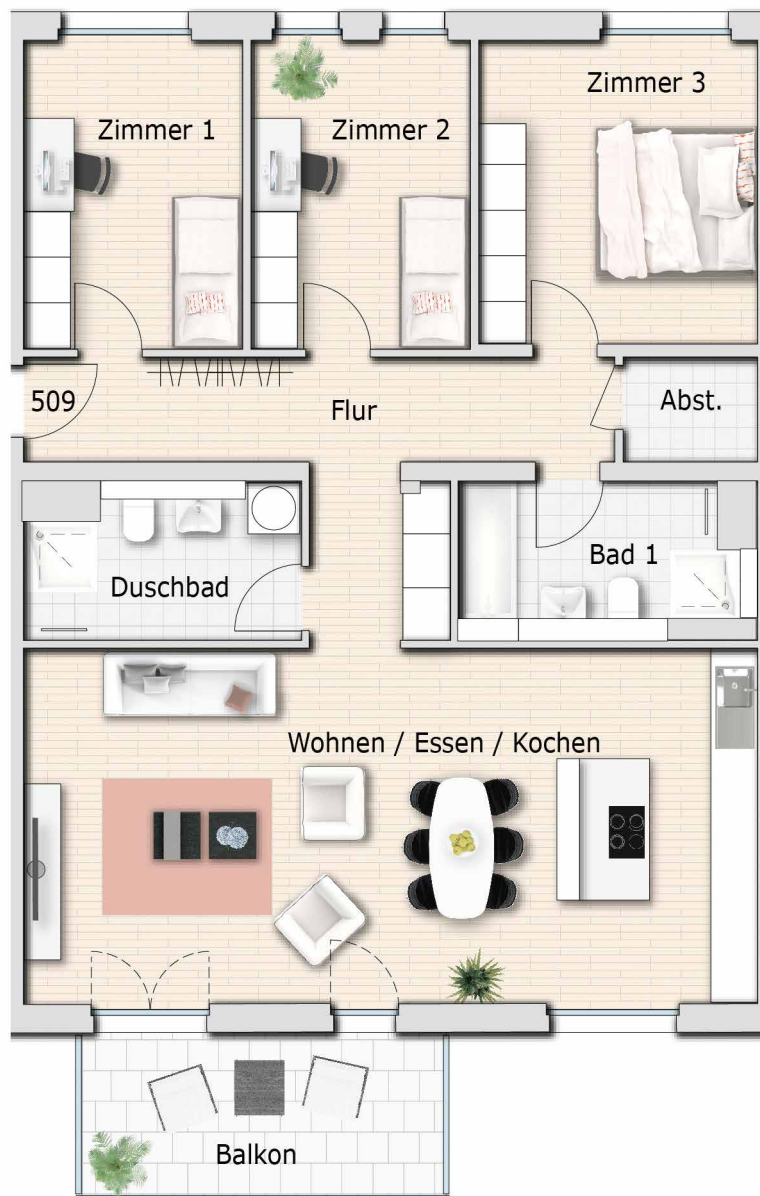 Zimmer 3
Zimmer 1
Zimmer 2
509
Flur
Abst.
Duschbad
Bad 1
Wohnen / Essen / Kochen
Balkon